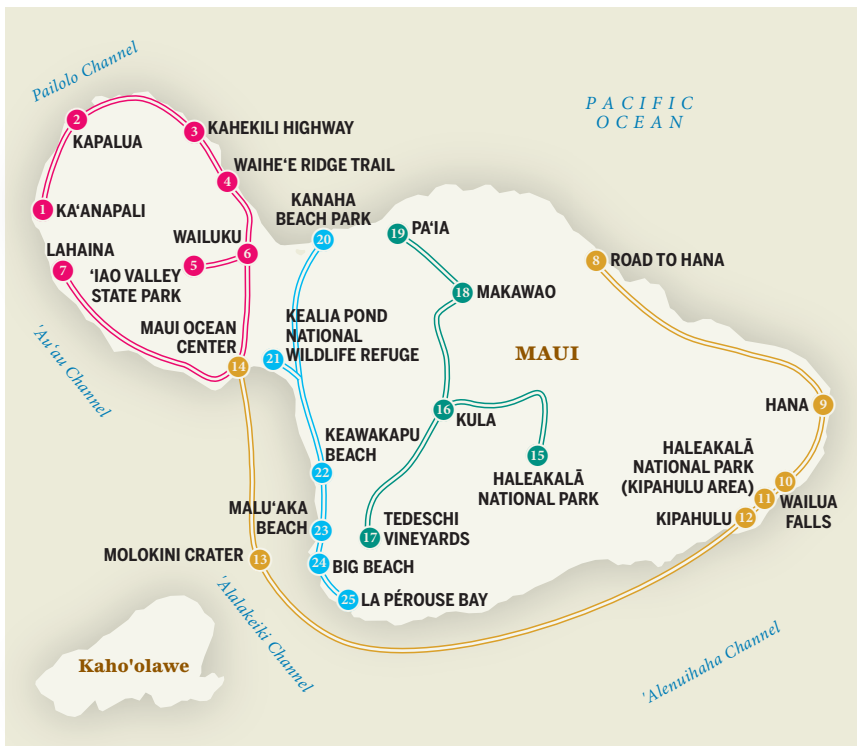 Pailolo Channel
PACIFIC
OCEAN
2
KAPALUA
3
KAHEKILI HIGHWAY
4
WAIHE‘E RIDGE TRAIL
1
KA‘ANAPALI
KANAHA
BEACH PARK
20
19
PA‘IA
LAHAINA
7
WAILUKU
6
5
‘IAO VALLEY
STATE PARK
8
ROAD TO HANA
18
MAKAWAO
KEALIA POND
NATIONAL
WILDLIFE REFUGE
21
MAUI OCEAN
CENTER
14
'Au'au Channel
MAUI
16
KULA
9
HANA
KEAWAKAPU
BEACH
22
15
HALEAKALĀ
NATIONAL PARK
HALEAKALĀ
NATIONAL PARK
(KIPAHULU AREA)
10
WAILUA
FALLS
11
12
KIPAHULU
MALU‘AKA
BEACH
23
17
TEDESCHI
VINEYARDS
MOLOKINI CRATER
13
24
BIG BEACH
25
LA PÉROUSE BAY
'Alalakeiki Channel
Kaho'olawe
'Alenuihaha Channel